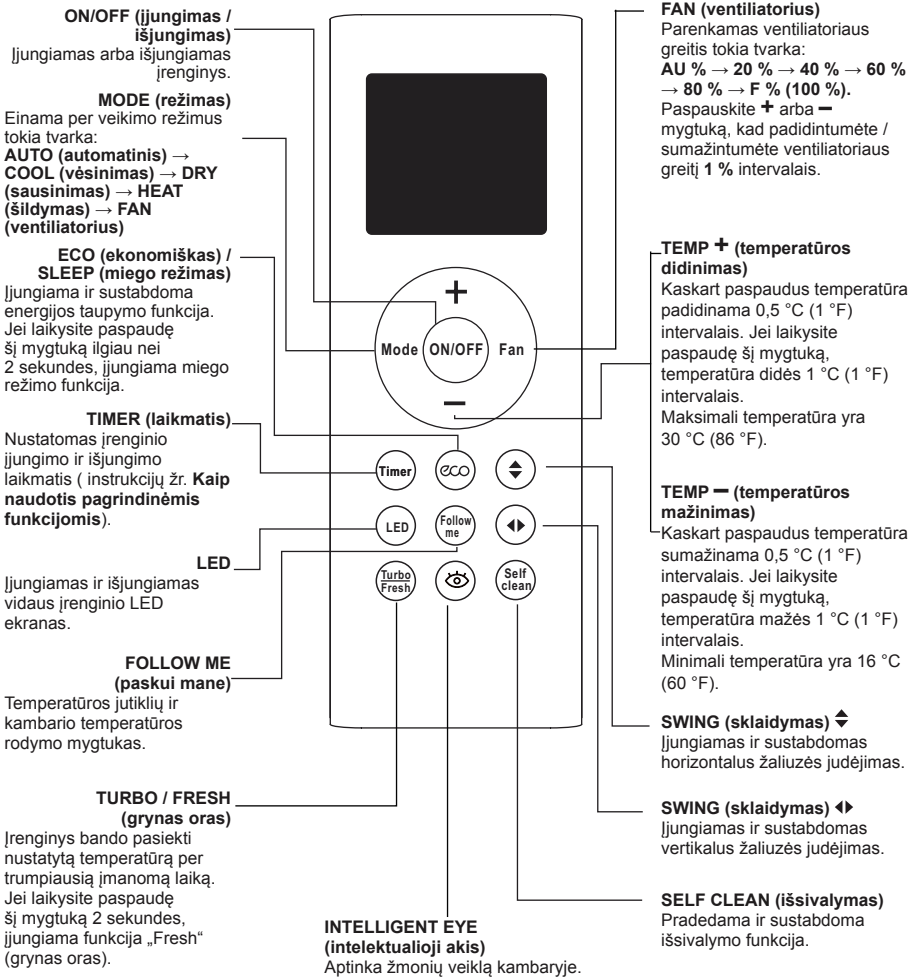 ON/OFF (įjungimas /
išjungimas)
Įjungiamas arba išjungiamas
įrenginys.
MODE (režimas)
Einama per veikimo režimus
tokia tvarka:
AUTO (automatinis) →
COOL (vėsinimas) → DRY
(sausinimas) → HEAT
(šildymas) → FAN
(ventiliatorius)
ECO (ekonomiškas) /
SLEEP (miego režimas)
Įjungiama ir sustabdoma
energijos taupymo funkcija.
Jei laikysite paspaudę
šį mygtuką ilgiau nei
2 sekundes, įjungiama miego
režimo funkcija.
TIMER (laikmatis)
Nustatomas įrenginio
įjungimo ir išjungimo
laikmatis ( instrukcijų žr. Kaip
naudotis pagrindinėmis
funkcijomis).
LED
Įjungiamas ir išjungiamas
vidaus įrenginio LED
ekranas.
FOLLOW ME
(paskui mane)
Temperatūros jutiklių ir
kambario temperatūros
rodymo mygtukas.
TURBO / FRESH
(grynas oras)
Įrenginys bando pasiekti
nustatytą temperatūrą per
trumpiausią įmanomą laiką.
Jei laikysite paspaudę
šį mygtuką 2 sekundes,
įjungiama funkcija „Fresh“
(grynas oras).
+
Mode ON/OFF Fan
−
Timer eco
LED Follow
me
Turbo
Fresh
Self
clean
INTELLIGENT EYE
(intelektualioji akis)
Aptinka žmonių veiklą kambaryje.
FAN (ventiliatorius)
Parenkamas ventiliatoriaus
greitis tokia tvarka:
AU % → 20 % → 40 % → 60 %
→ 80 % → F % (100 %).
Paspauskite + arba −
mygtuką, kad padidintumėte /
sumažintumėte ventiliatoriaus
greitį 1 % intervalais.
TEMP + (temperatūros
didinimas)
Kaskart paspaudus temperatūra
padidinama 0,5 °C (1 °F)
intervalais. Jei laikysite
paspaudę šį mygtuką,
temperatūra didės 1 °C (1 °F)
intervalais.
Maksimali temperatūra yra
30 °C (86 °F).
TEMP − (temperatūros
mažinimas)
Kaskart paspaudus temperatūra
sumažinama 0,5 °C (1 °F)
intervalais. Jei laikysite
paspaudę šį mygtuką,
temperatūra mažės 1 °C (1 °F)
intervalais.
Minimali temperatūra yra 16 °C
(60 °F).
SWING (sklaidymas)
Įjungiamas ir sustabdomas
horizontalus žaliuzės judėjimas.
SWING (sklaidymas)
Įjungiamas ir sustabdomas
vertikalus žaliuzės judėjimas.
SELF CLEAN (išsivalymas)
Pradedama ir sustabdoma
išsivalymo funkcija.